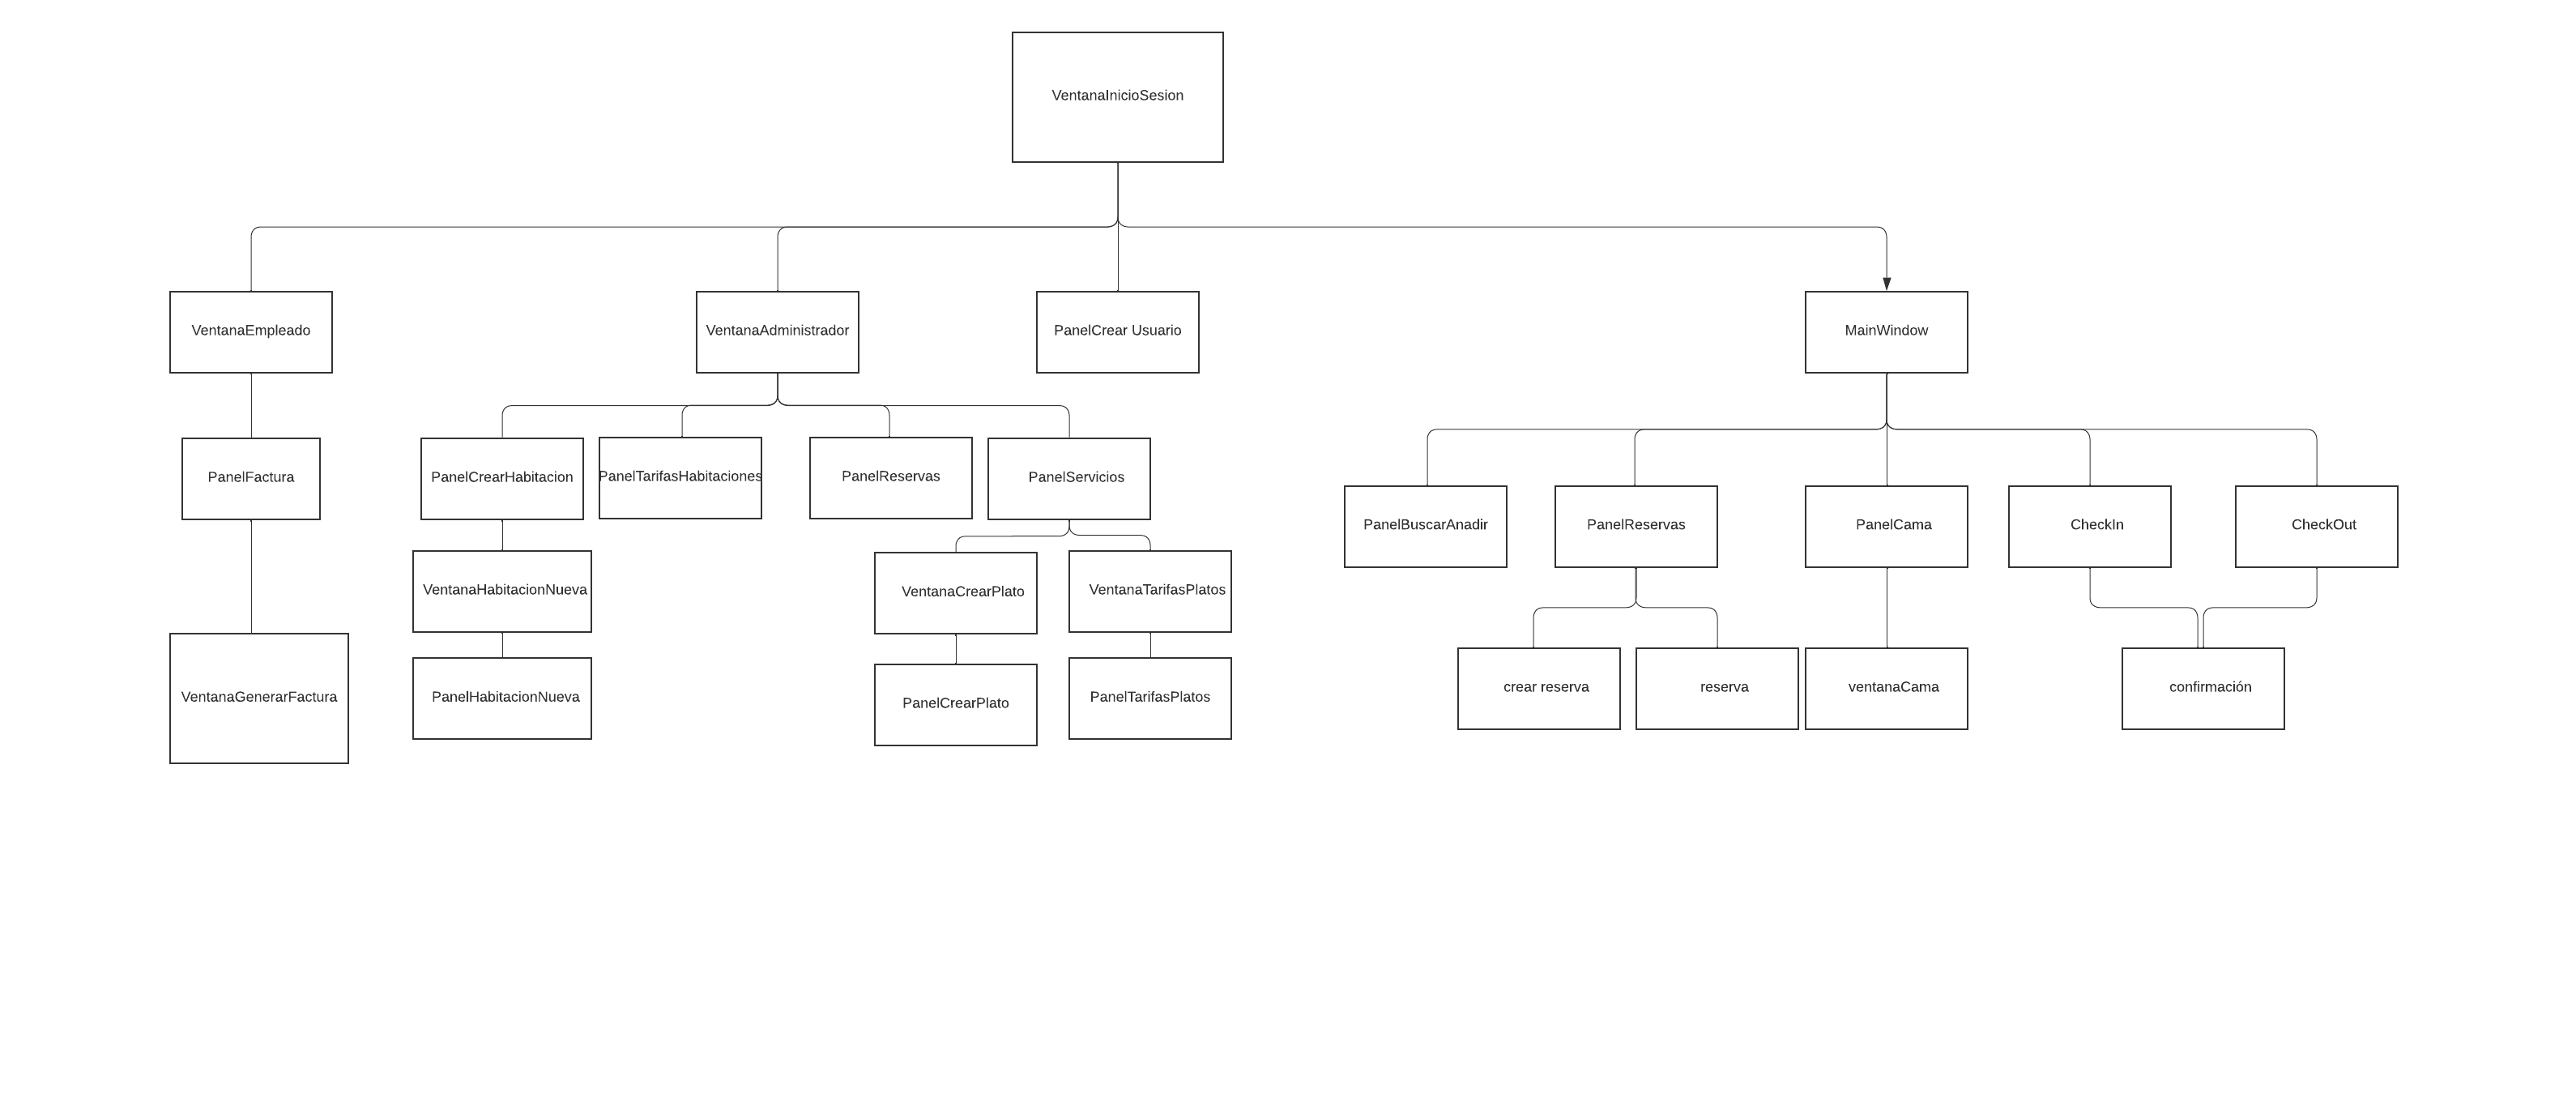 VentanaInicioSesion
VentanaEmpleado
VentanaAdministrador
PanelCrear Usuario
MainWindow
PanelFactura
PanelCrearHabitacion
PanelTarifasHabitaciones
PanelReservas
PanelServicios
PanelBuscarAnadir
PanelReservas
PanelCama
CheckIn
CheckOut
VentanaHabitacionNueva
VentanaCrearPlato
VentanaTarifasPlatos
VentanaGenerarFactura
PanelHabitacionNueva
PanelCrearPlato
PanelTarifasPlatos
crear reserva
reserva
ventanaCama
confirmación